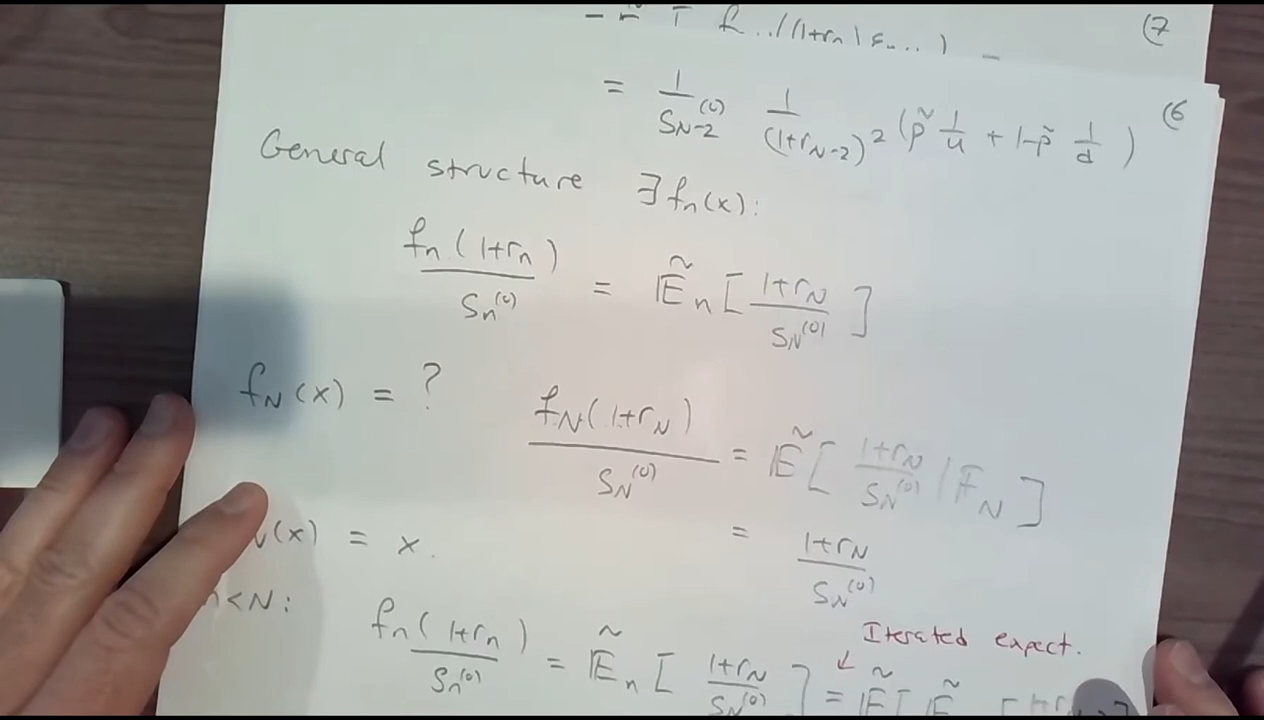 (7
= 1/S_{N-2}^{(0)} 1/(1+r_{N-2})^2 (p̃ 1/u + 1-p̃ 1/d) (6
General structure ∃ f_n(x):
f_n(1+r_n)/S_n^{(0)} = Ẽ_n [ (1+r_N)/S_N^{(0)} ]
f_N(x) = ? f_N(1+r_N)/S_N^{(0)} = Ẽ[ (1+r_N)/S_N^{(0)} | F_N ]
(x) = x. = (1+r_N)/S_N^{(0)}
<N: f_n(1+r_n)/S_n^{(0)} = Ẽ_n [ (1+r_N)/S_N^{(0)} ] = Ẽ[ Ẽ
Iterated expect.
↓